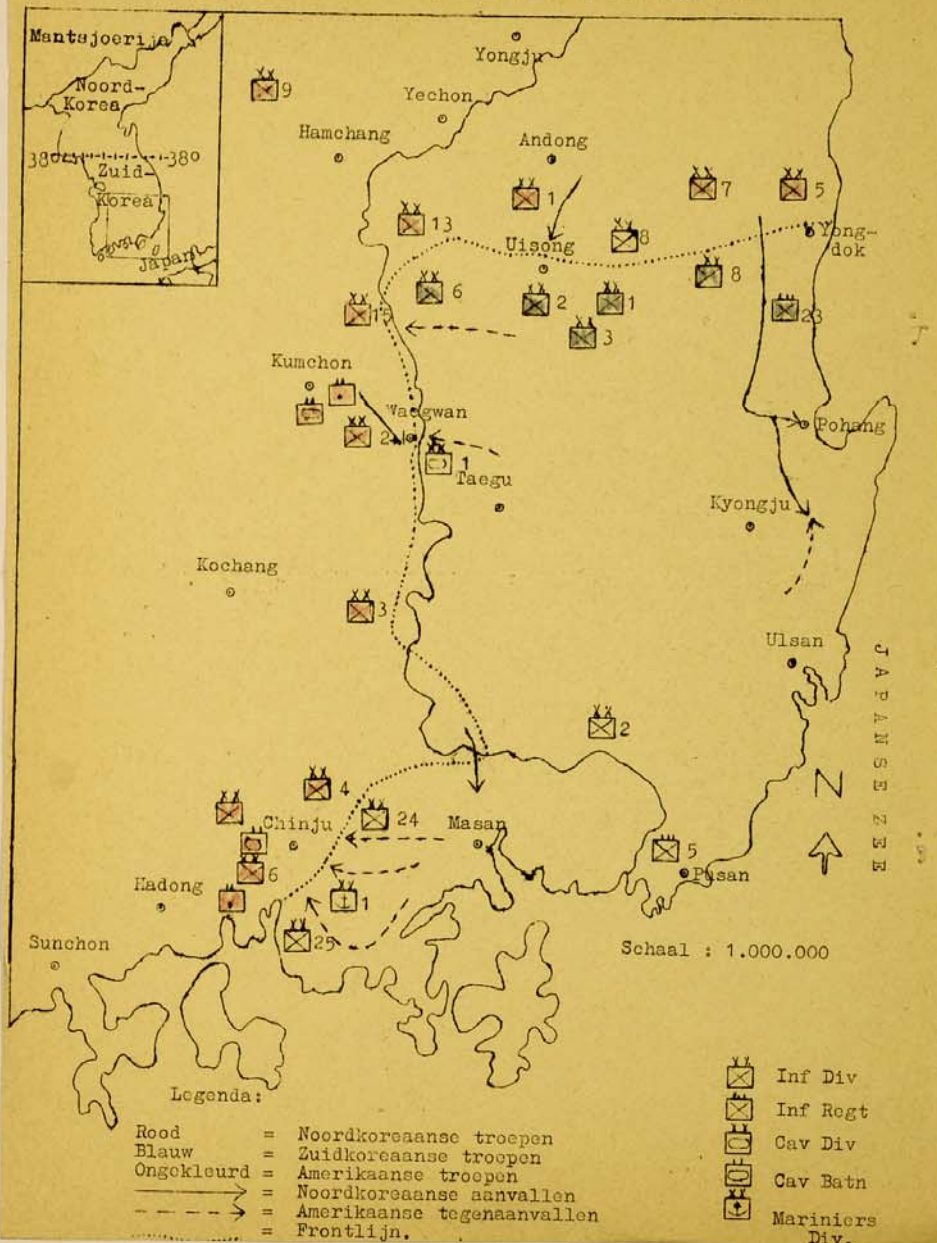 Mantsjoerija
Noord-
Korea
38°
38°
Zuid-
Korea
Japan
Yongju
9
Yechon
Hamchang
Andong
1
7
5
13
8
Yong-
dok
Uisong
8
6
2
1
23
15
3
Kumchon
Waegwan
2
Pohang
1
Taegu
Kyongju
Kochang
3
Ulsan
JAPANSE ZEE
2
N
4
24
Chinju
Masan
5
6
Pusan
Hadong
1
25
Sunchon
Schaal : 1.000.000
Legenda:
Rood = Noordkoreaanse troepen
Blauw = Zuidkoreaanse troepen
Ongekleurd = Amerikaanse troepen
= Noordkoreaanse aanvallen
= Amerikaanse tegenaanvallen
= Frontlijn.
Inf Div
Inf Regt
Cav Div
Cav Batn
Mariniers
Div.